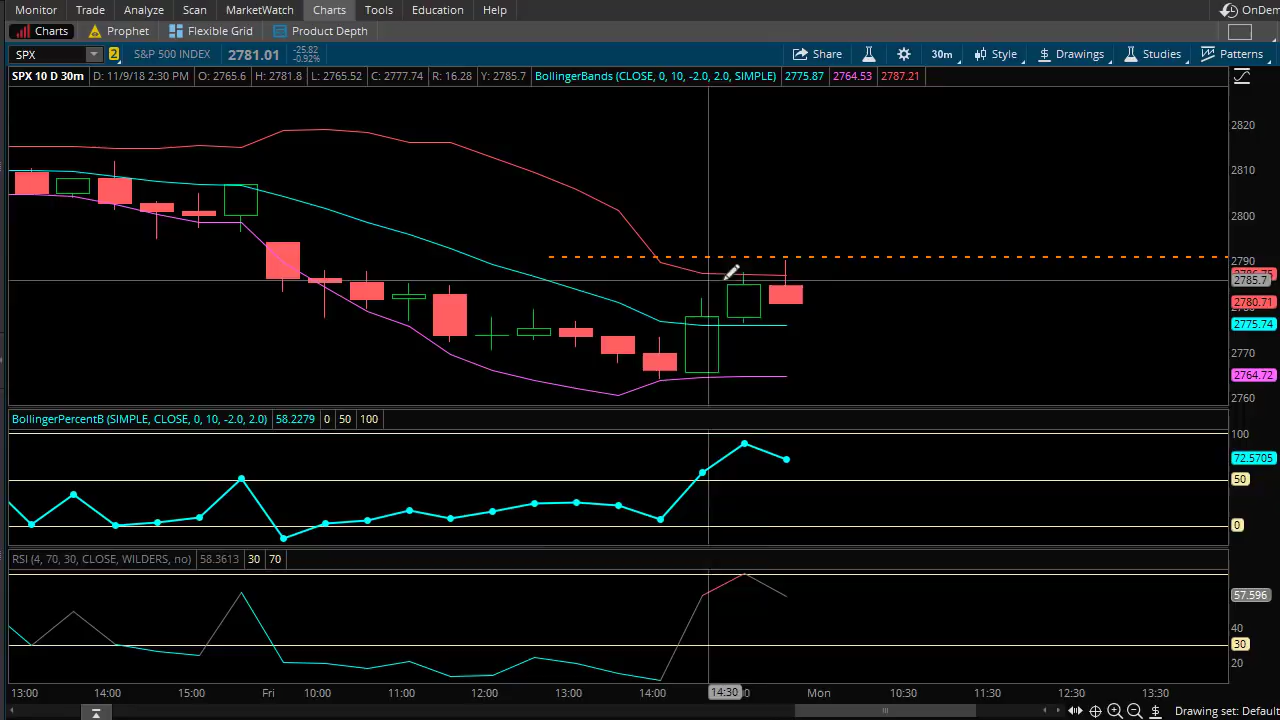 Monitor Trade Analyze Scan MarketWatch Charts Tools Education Help OnDem
Charts Prophet Flexible Grid Product Depth
SPX 2 S&P 500 INDEX 2781.01 -25.82 -0.92% Share 30m Style Drawings Studies Patterns
SPX 10 D 30m D: 11/9/18 2:30 PM O: 2765.6 H: 2781.8 L: 2765.52 C: 2777.74 R: 16.28 Y: 2785.7 BollingerBands (CLOSE, 0, 10, -2.0, 2.0, SIMPLE) 2775.87 2764.53 2787.21
2820
2810
2800
2790
2785.7
2780.71
2775.74
2770
2764.72
2760
BollingerPercentB (SIMPLE, CLOSE, 0, 10, -2.0, 2.0) 58.2279 0 50 100
100
72.5705
50
0
RSI (4, 70, 30, CLOSE, WILDERS, no) 58.3613 30 70
57.596
40
30
20
13:00 14:00 15:00 Fri 10:00 11:00 12:00 13:00 14:00 14:30 Mon 10:30 11:30 12:30 13:30
$ Drawing set: Default